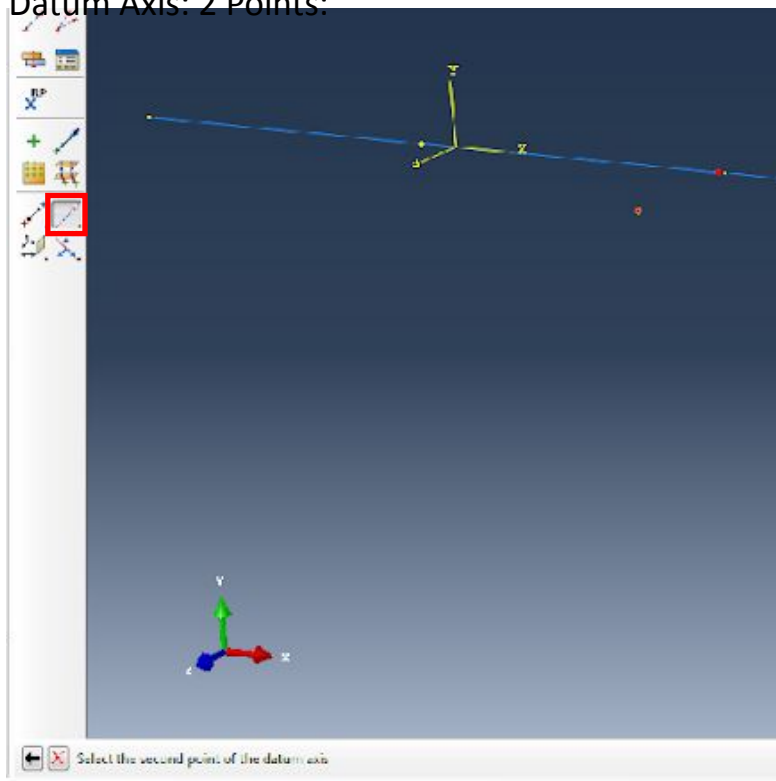 Datum Axis: 2 Points:
RP
X
Y
X
Z
Select the second point of the datum axis